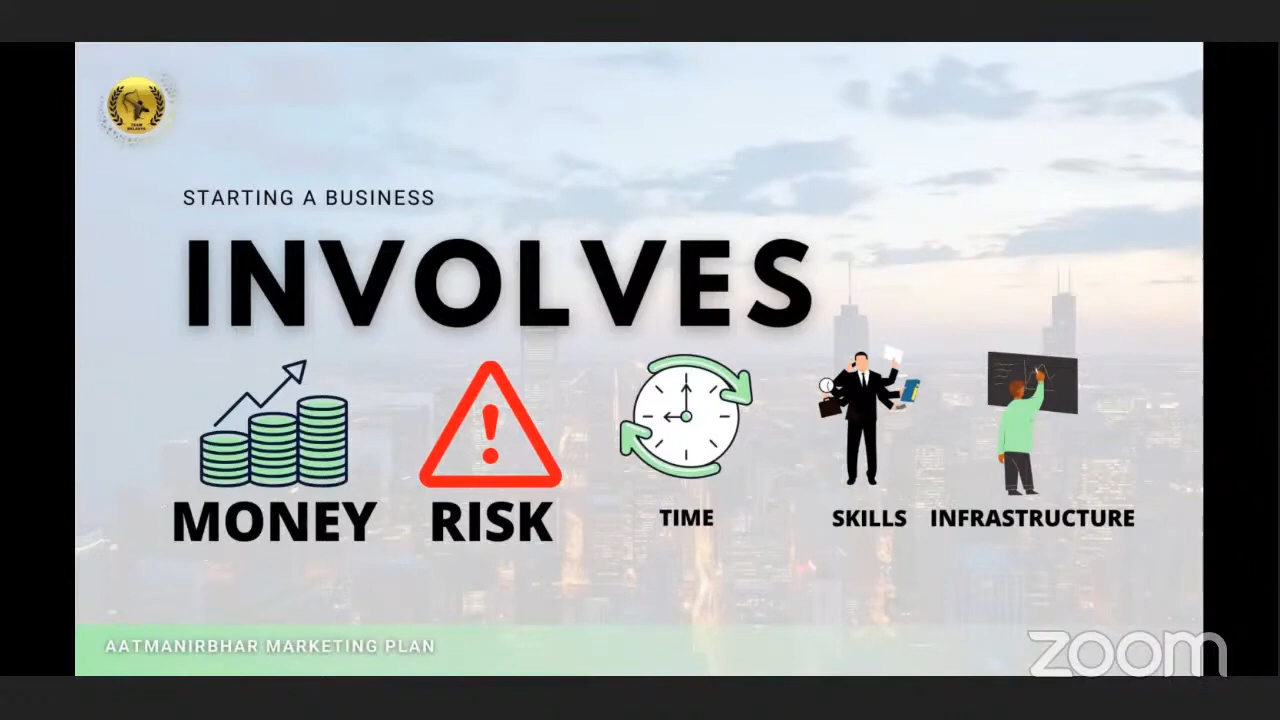 STARTING A BUSINESS
INVOLVES
MONEY RISK TIME SKILLS INFRASTRUCTURE
AATMANIRBHAR MARKETING PLAN
zoom